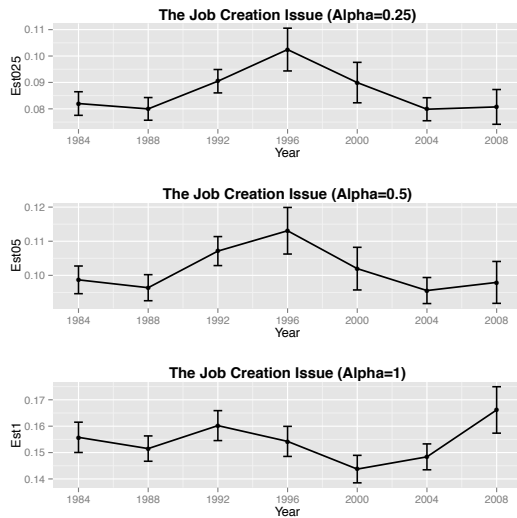 The Job Creation Issue (Alpha=0.25)
Est025
0.11
0.10
0.09
0.08
1984 1988 1992 1996 2000 2004 2008
Year
The Job Creation Issue (Alpha=0.5)
Est05
0.12
0.11
0.10
1984 1988 1992 1996 2000 2004 2008
Year
The Job Creation Issue (Alpha=1)
Est1
0.17
0.16
0.15
0.14
1984 1988 1992 1996 2000 2004 2008
Year